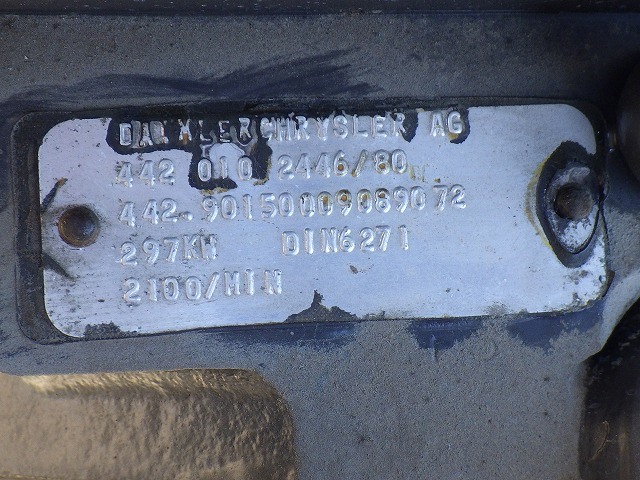 DAIMLERCHRYSLER AG
442 010 2446/80
442.90150009089072
297KW DIN6271
2100/MIN